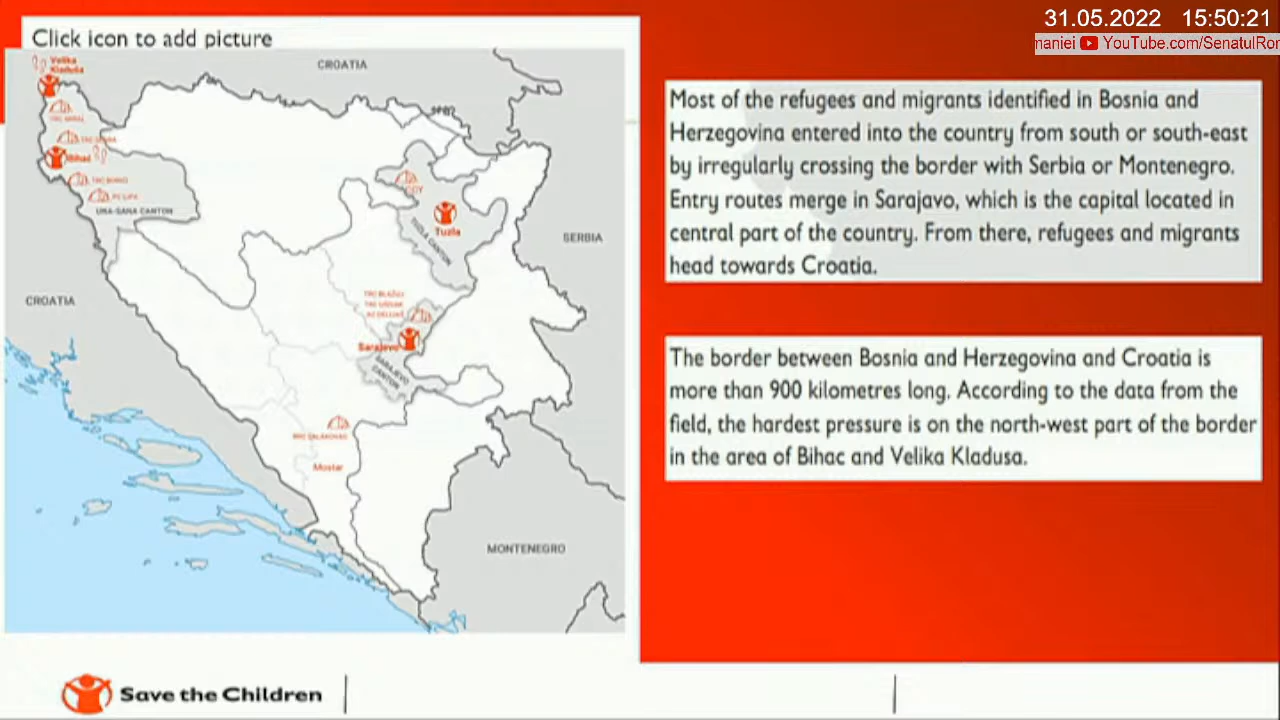 31.05.2022 15:50:21
maniei YouTube.com/SenatulRom
Click icon to add picture
CROATIA
Velika
Kladusa
Bihac
UNA-SANA CANTON
Tuzla
TUZLA CANTON
SERBIA
CROATIA
Sarajevo
SARAJEVO
CANTON
Mostar
MONTENEGRO
Most of the refugees and migrants identified in Bosnia and
Herzegovina entered into the country from south or south-east
by irregularly crossing the border with Serbia or Montenegro.
Entry routes merge in Sarajavo, which is the capital located in
central part of the country. From there, refugees and migrants
head towards Croatia.
The border between Bosnia and Herzegovina and Croatia is
more than 900 kilometres long. According to the data from the
field, the hardest pressure is on the north-west part of the border
in the area of Bihac and Velika Kladusa.
Save the Children